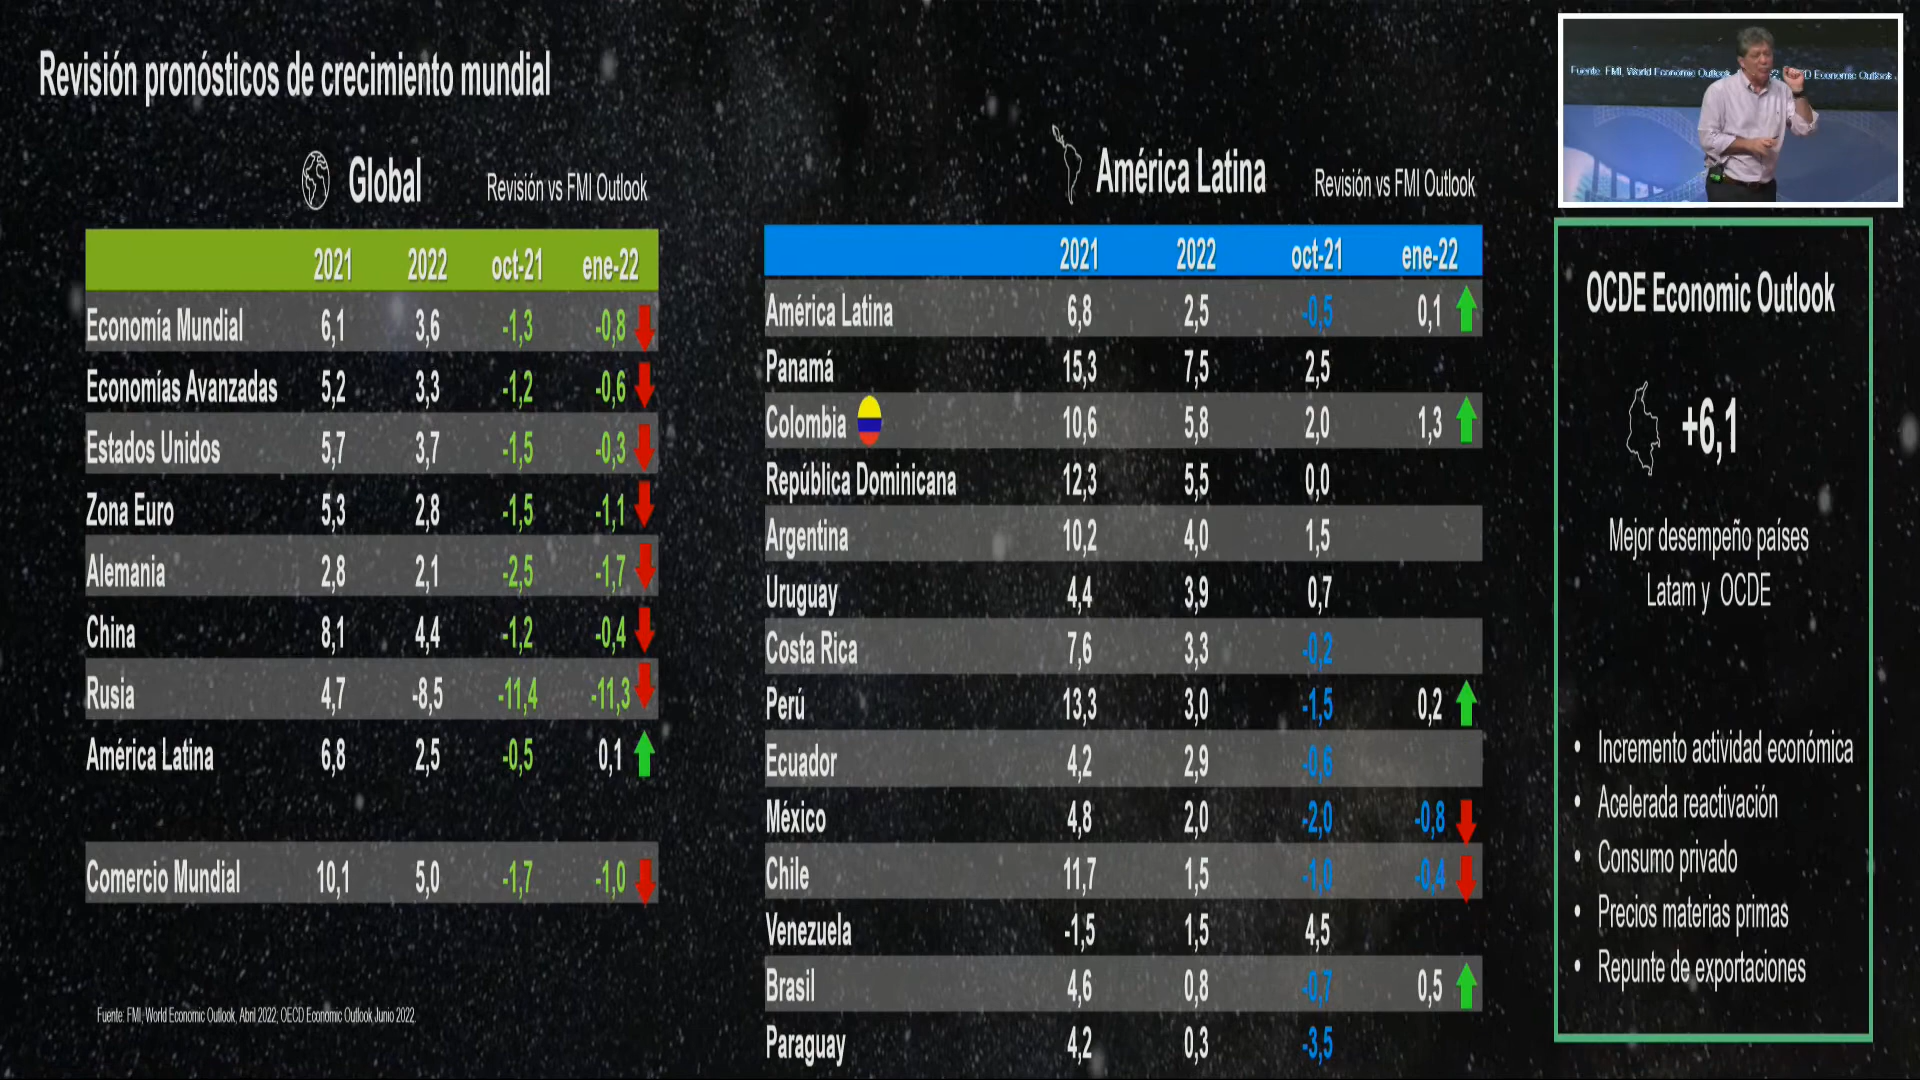 Revisión pronósticos de crecimiento mundial
Global Revisión vs FMI Outlook
2021 2022 oct-21 ene-22
Economía Mundial 6,1 3,6 -1,3 -0,8
Economías Avanzadas 5,2 3,3 -1,2 -0,6
Estados Unidos 5,7 3,7 -1,5 -0,3
Zona Euro 5,3 2,8 -1,5 -1,1
Alemania 2,8 2,1 -2,5 -1,7
China 8,1 4,4 -1,2 -0,4
Rusia 4,7 -8,5 -11,4 -11,3
América Latina 6,8 2,5 -0,5 0,1
Comercio Mundial 10,1 5,0 -1,7 -1,0
Fuente: FMI, World Economic Outlook, Abril 2022; OECD Economic Outlook Junio 2022.
América Latina Revisión vs FMI Outlook
2021 2022 oct-21 ene-22
América Latina 6,8 2,5 -0,5 0,1
Panamá 15,3 7,5 2,5
Colombia 10,6 5,8 2,0 1,3
República Dominicana 12,3 5,5 0,0
Argentina 10,2 4,0 1,5
Uruguay 4,4 3,9 0,7
Costa Rica 7,6 3,3 -0,2
Perú 13,3 3,0 -1,5 0,2
Ecuador 4,2 2,9 -0,6
México 4,8 2,0 -2,0 -0,8
Chile 11,7 1,5 -1,0 -0,4
Venezuela -1,5 1,5 4,5
Brasil 4,6 0,8 -0,7 0,5
Paraguay 4,2 0,3 -3,5
Fuente: FMI, World Economic Outlook Economic Outlook
OCDE Economic Outlook
+6,1
Mejor desempeño países
Latam y OCDE
• Incremento actividad económica
• Acelerada reactivación
• Consumo privado
• Precios materias primas
• Repunte de exportaciones